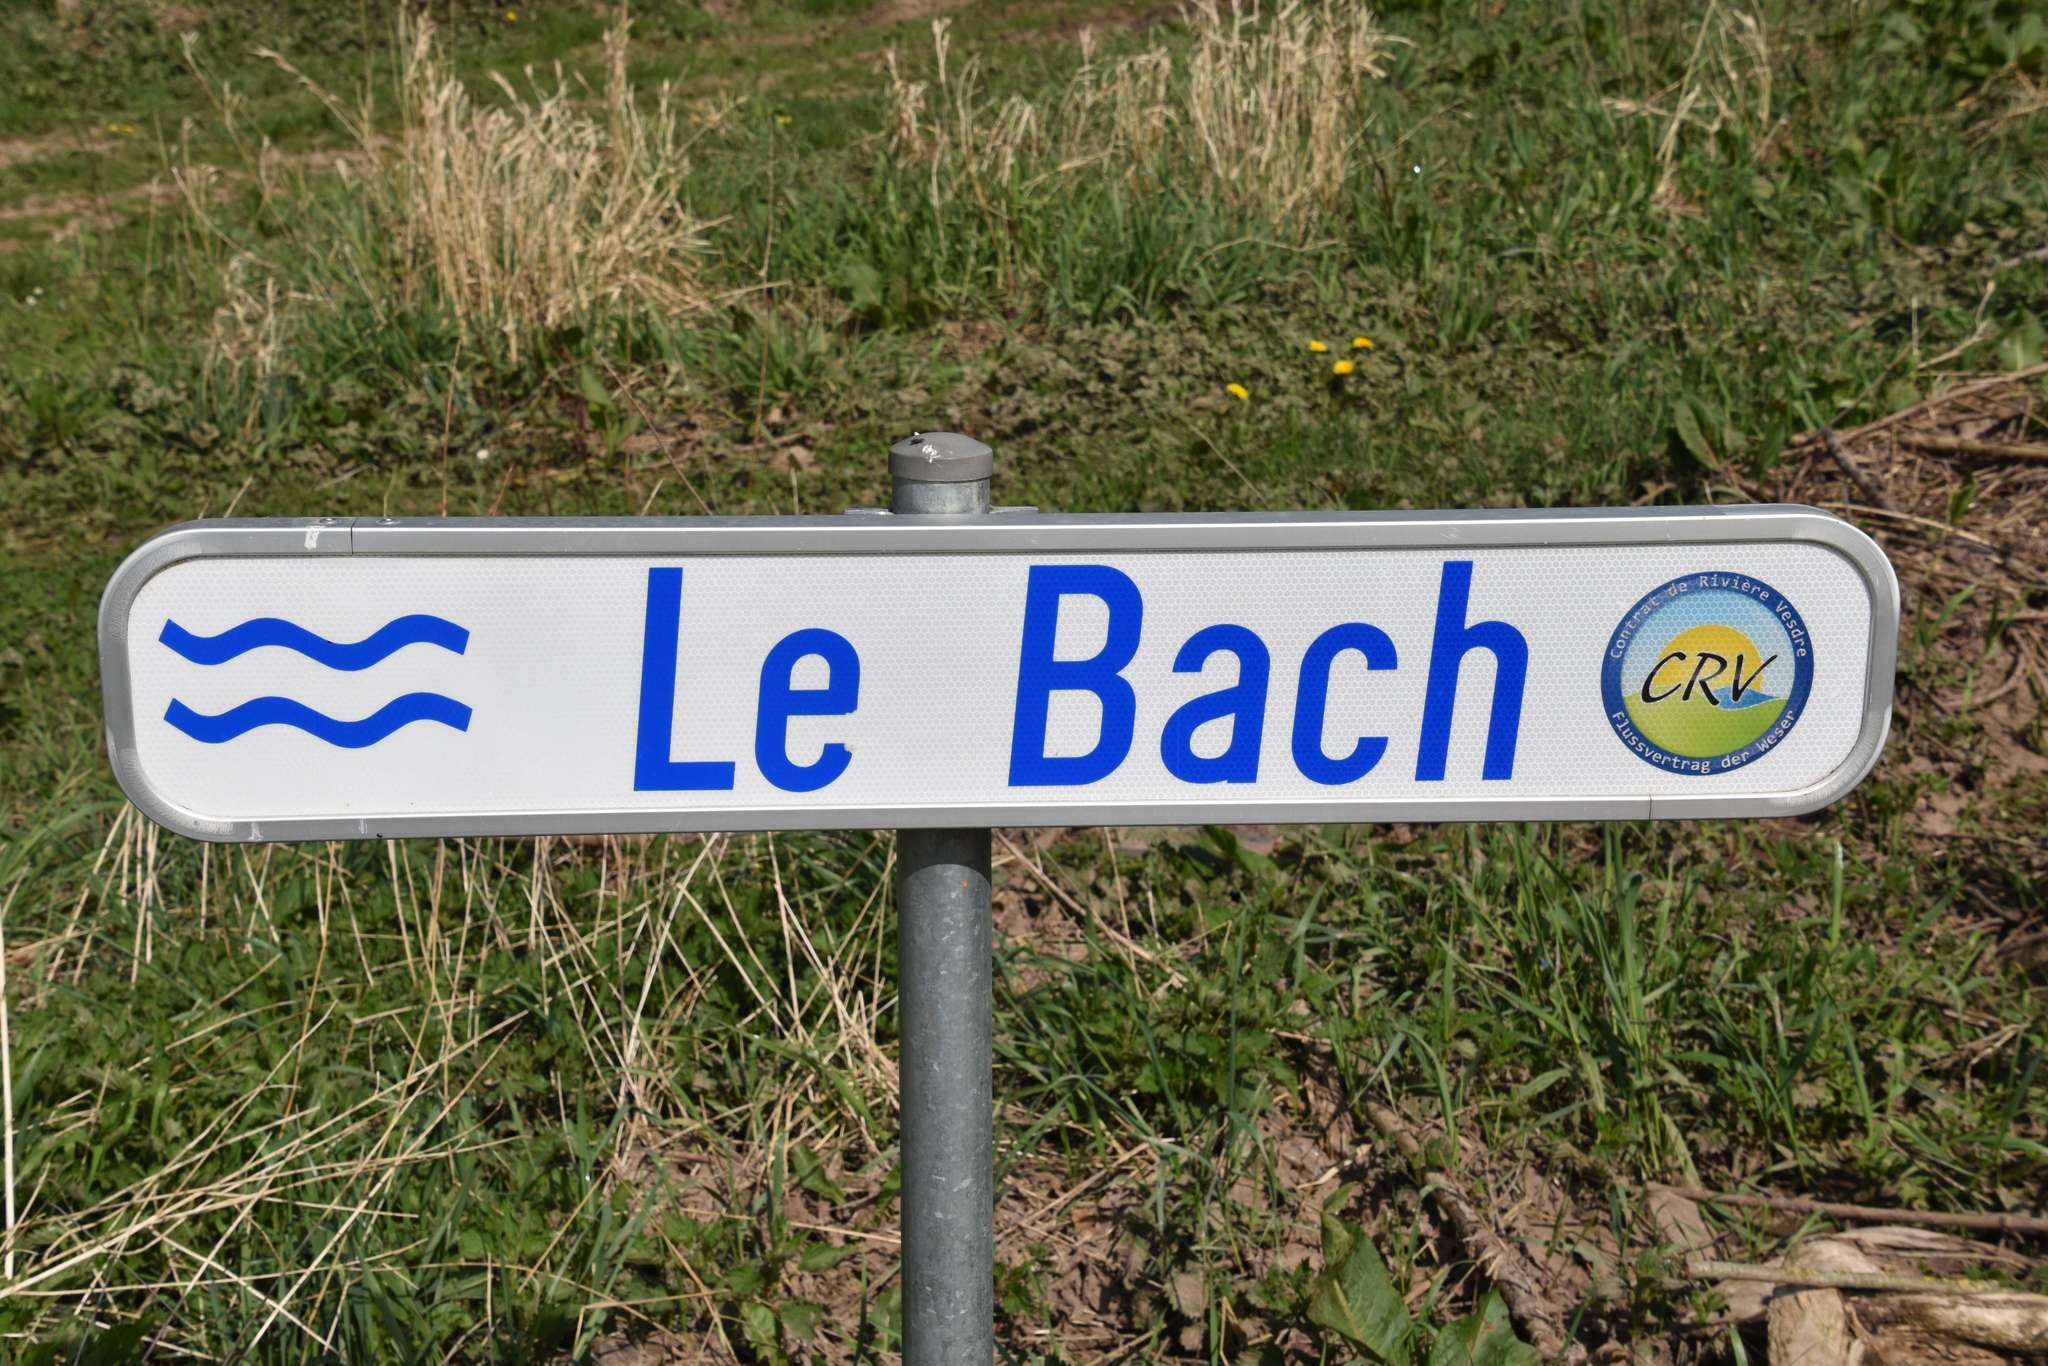 Le Bach
Contrat de Rivière Vesdre
CRV
Flussvertrag der Weser